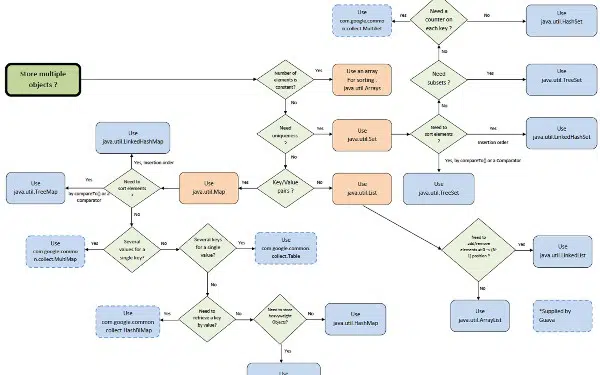 Use
com.google.commo
n.collect.Multiset
Yes
Need a
counter on
each key ?
No
Use
java.util.HashSet
No
Store multiple
objects ?
Number of
elements is
constant?
Yes
Use an array
For sorting :
java.util.Arrays
Need
subsets ?
Yes
Use
java.util.TreeSet
No
No
Use
java.util.LinkedHashMap
Need
uniqueness
?
Yes
Use
java.util.Set
Need to
sort elements
?
Yes
Insertion order
Use
java.util.LinkedHashSet
Yes, Insertion order
No
Yes, by compareTo() or a Comparator
Use
java.util.TreeMap
Yes
by compareTo() or a
Comparator
Need to
sort elements
?
Use
java.util.Map
Yes
Key/Value
pairs ?
No
Use
java.util.List
Use
java.util.TreeSet
No
Use
com.google.commo
n.collect.MultiMap
Yes
Several
values for a
single key?
No
Several keys
for a single
value?
Yes
Use
com.google.common
.collect.Table
Need to
add/remove
elements
position ?
Yes
Use
java.util.LinkedList
No
No
Use
com.google.common
.collect.HashBiMap
Yes
Need to
retrieve a key
by value?
No
Need to store
heavyweight
Objects?
No
Use
java.util.HashMap
Use
java.util.ArrayList
*Supplied by
Guava
Yes
Use